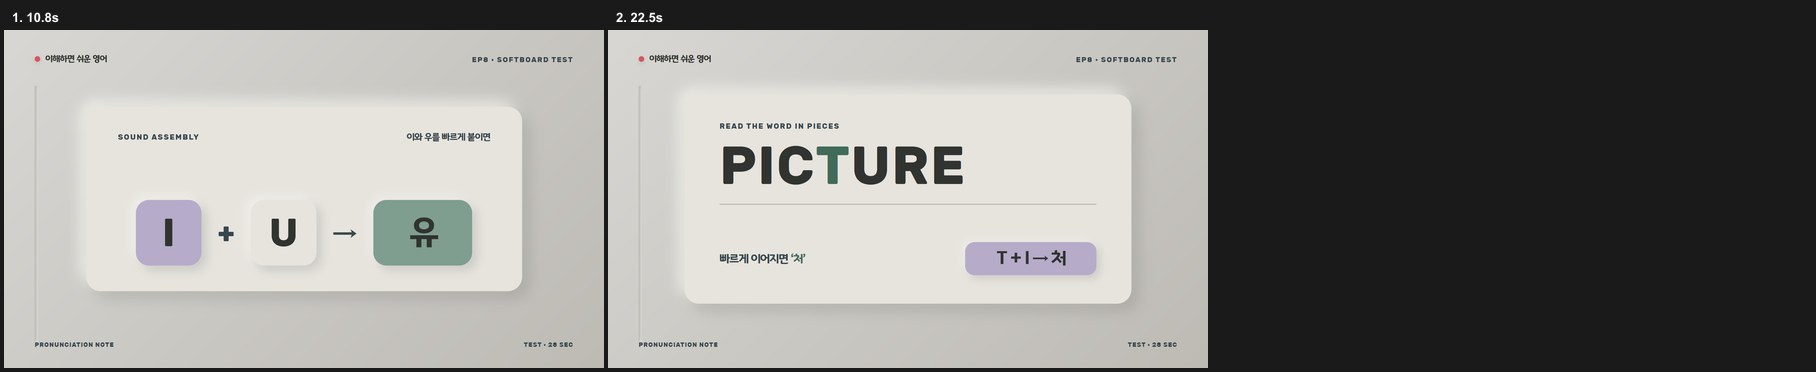 1. 10.8s
이해하면 쉬운 영어
EP8 • SOFTBOARD TEST
SOUND ASSEMBLY
이와 우를 빠르게 붙이면
I + U → 유
PRONUNCIATION NOTE
TEST • 28 SEC
2. 22.5s
이해하면 쉬운 영어
EP8 • SOFTBOARD TEST
READ THE WORD IN PIECES
PICTURE
빠르게 이어지면 ‘처’
T + I → 처
PRONUNCIATION NOTE
TEST • 28 SEC